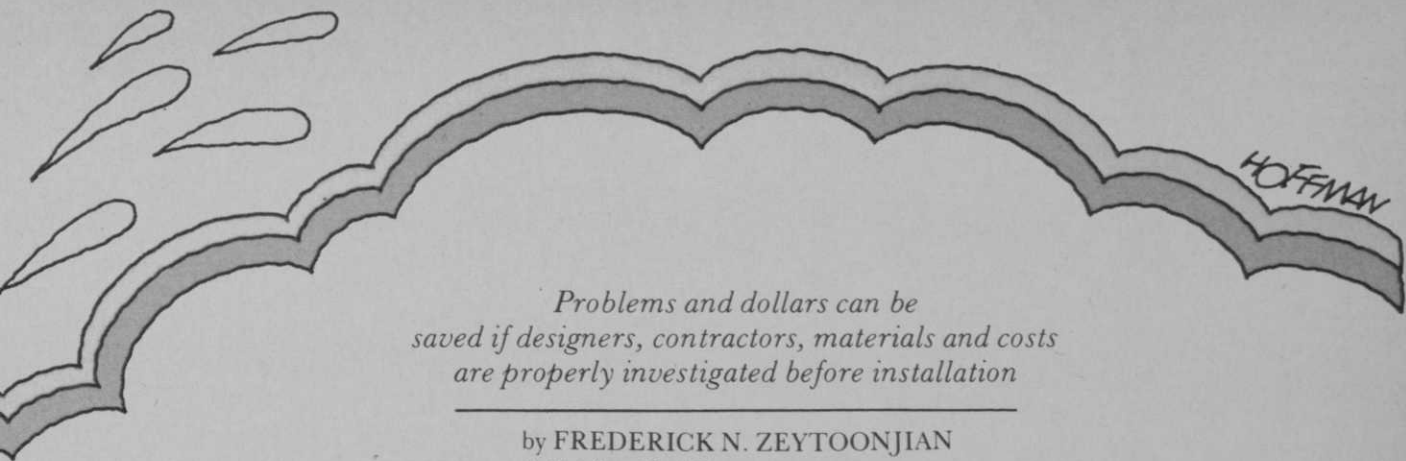 HOFFMAN
Problems and dollars can be
saved if designers, contractors, materials and costs
are properly investigated before installation
by FREDERICK N. ZEYTOONJIAN